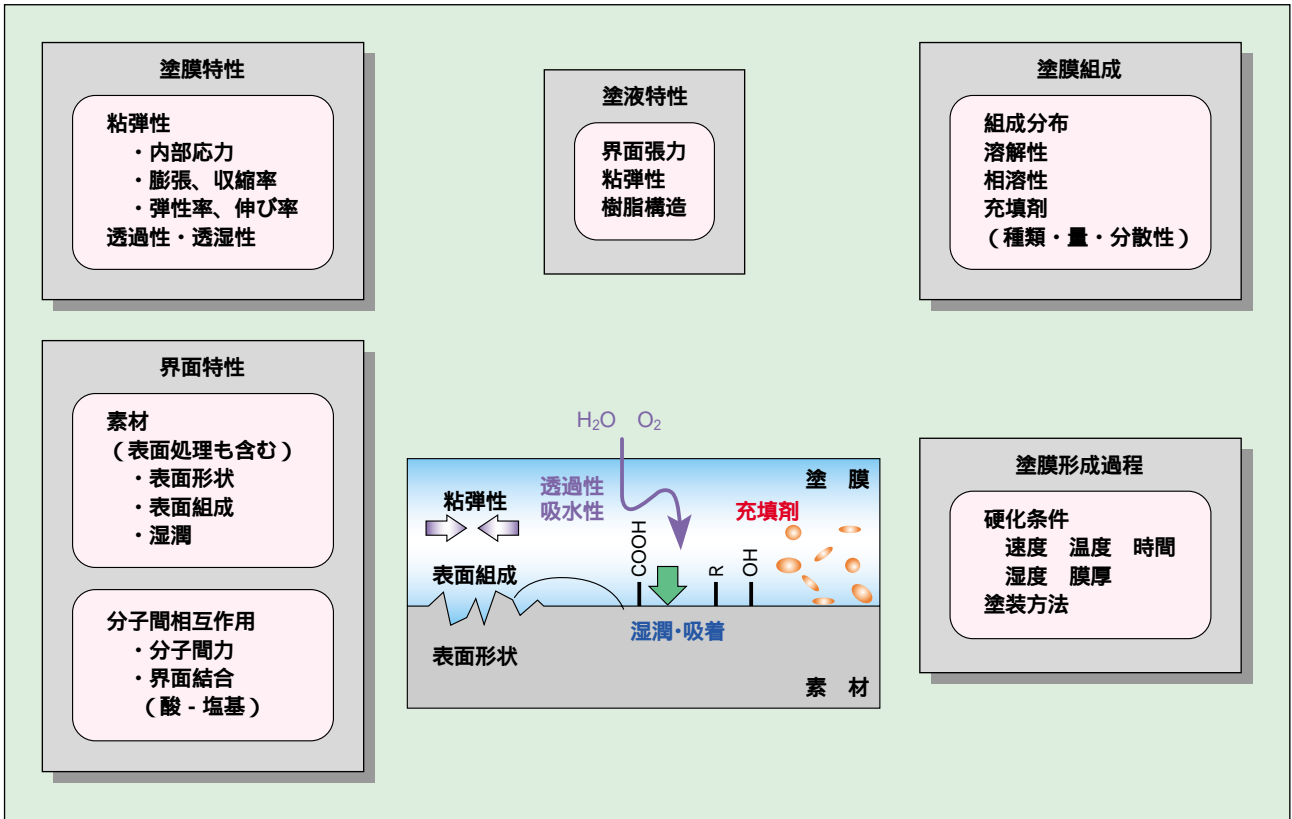 塗膜特性
粘弾性
・内部応力
・膨張、収縮率
・弾性率、伸び率
透過性・透湿性
塗液特性
界面張力
粘弾性
樹脂構造
塗膜組成
組成分布
溶解性
相溶性
充填剤
（種類・量・分散性）
界面特性
素材
（表面処理も含む）
・表面形状
・表面組成
・湿潤
分子間相互作用
・分子間力
・界面結合
（酸 - 塩基）
H₂O O₂
塗 膜
粘弾性
透過性
吸水性
充填剤
COOH
R
OH
表面組成
湿潤・吸着
表面形状
素 材
塗膜形成過程
硬化条件
速度 温度 時間
湿度 膜厚
塗装方法